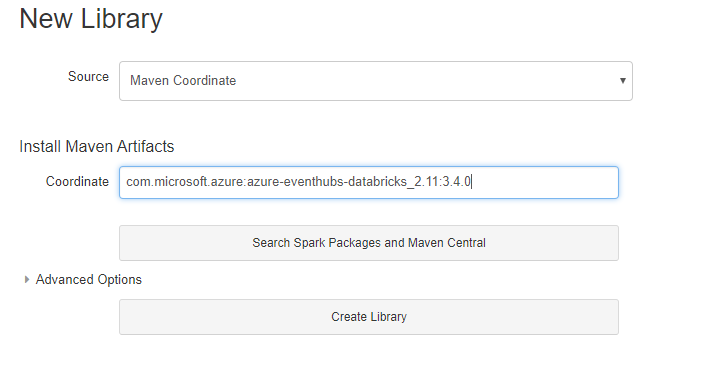 New Library
Source Maven Coordinate
Install Maven Artifacts
Coordinate com.microsoft.azure:azure-eventhubs-databricks_2.11:3.4.0
Search Spark Packages and Maven Central
Advanced Options
Create Library